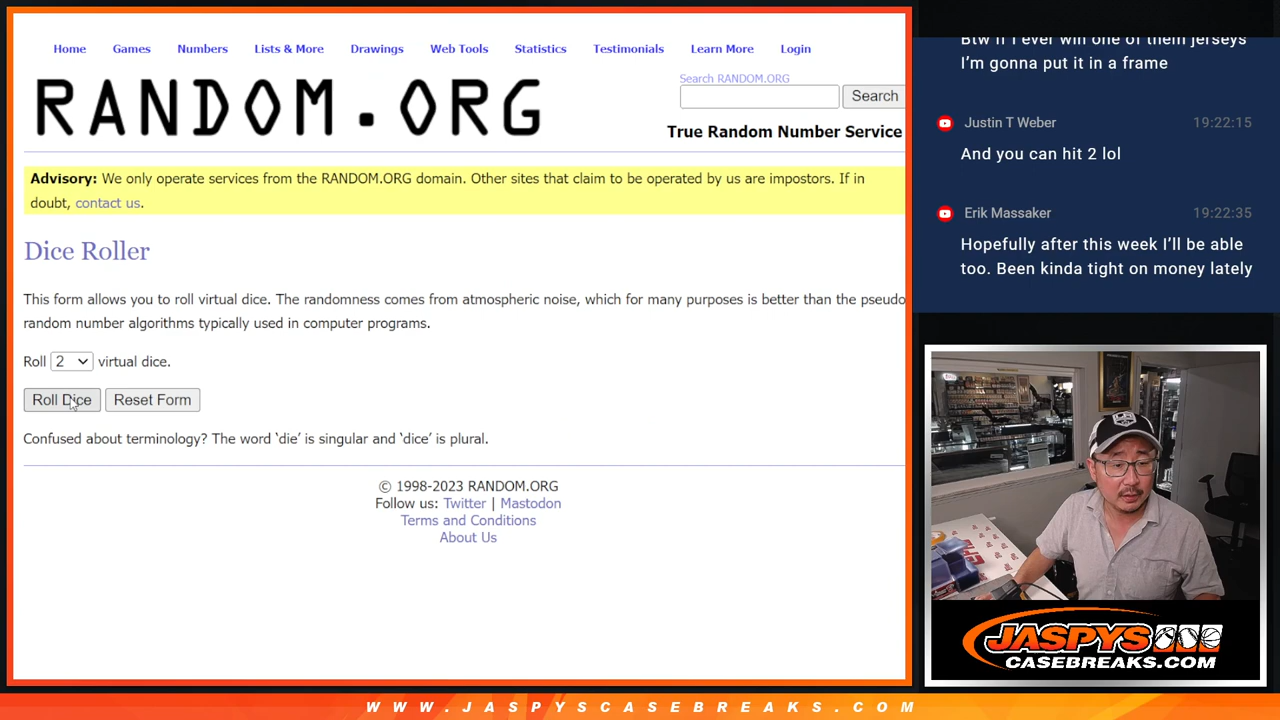 Home Games Numbers Lists & More Drawings Web Tools Statistics Testimonials Learn More Login
RANDOM.ORG
Search RANDOM.ORG
Search
True Random Number Service
Advisory: We only operate services from the RANDOM.ORG domain. Other sites that claim to be operated by us are impostors. If in
doubt, contact us.
Dice Roller
This form allows you to roll virtual dice. The randomness comes from atmospheric noise, which for many purposes is better than the pseudo
random number algorithms typically used in computer programs.
Roll 2 virtual dice.
Roll Dice Reset Form
Confused about terminology? The word ‘die’ is singular and ‘dice’ is plural.
© 1998-2023 RANDOM.ORG
Follow us: Twitter | Mastodon
Terms and Conditions
About Us
Btw if I ever win one of them jerseys
I’m gonna put it in a frame
Justin T Weber 19:22:15
And you can hit 2 lol
Erik Massaker 19:22:35
Hopefully after this week I’ll be able
too. Been kinda tight on money lately
JASPYS
CASEBREAKS.COM
WWW.JASPYSCASEBREAKS.COM